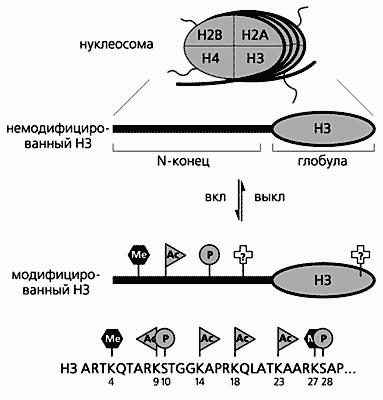 нуклеосома
H2B H2A
H4 H3
немодифициро-
ванный H3
H3
N-конец глобула
вкл выкл
Me Ac P ? ?
модифициро-
ванный H3
H3
Me Ac P Ac Ac Ac M P
H3 ARTKQTARKSTGGKAPRKQLATKAARKSAP...
4 9 10 14 18 23 27 28